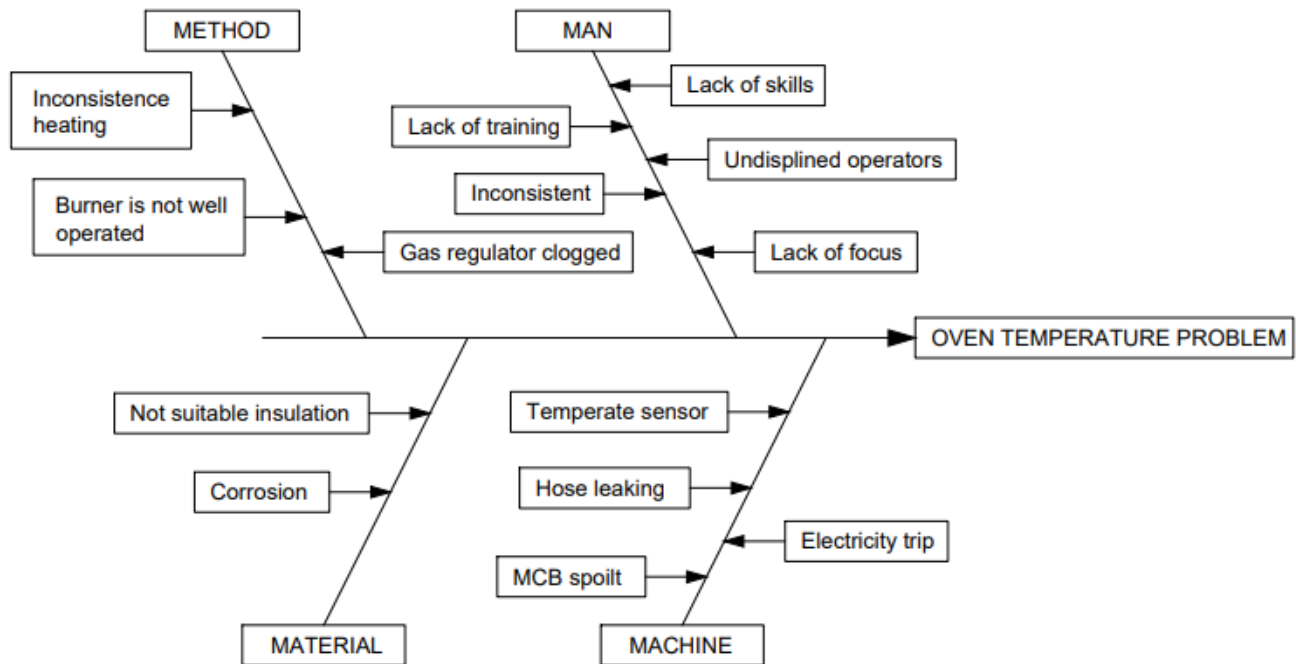 METHOD
MAN
Inconsistence
heating
Lack of skills
Lack of training
Undisplined operators
Inconsistent
Burner is not well
operated
Gas regulator clogged
Lack of focus
OVEN TEMPERATURE PROBLEM
Not suitable insulation
Temperate sensor
Corrosion
Hose leaking
Electricity trip
MCB spoilt
MATERIAL
MACHINE